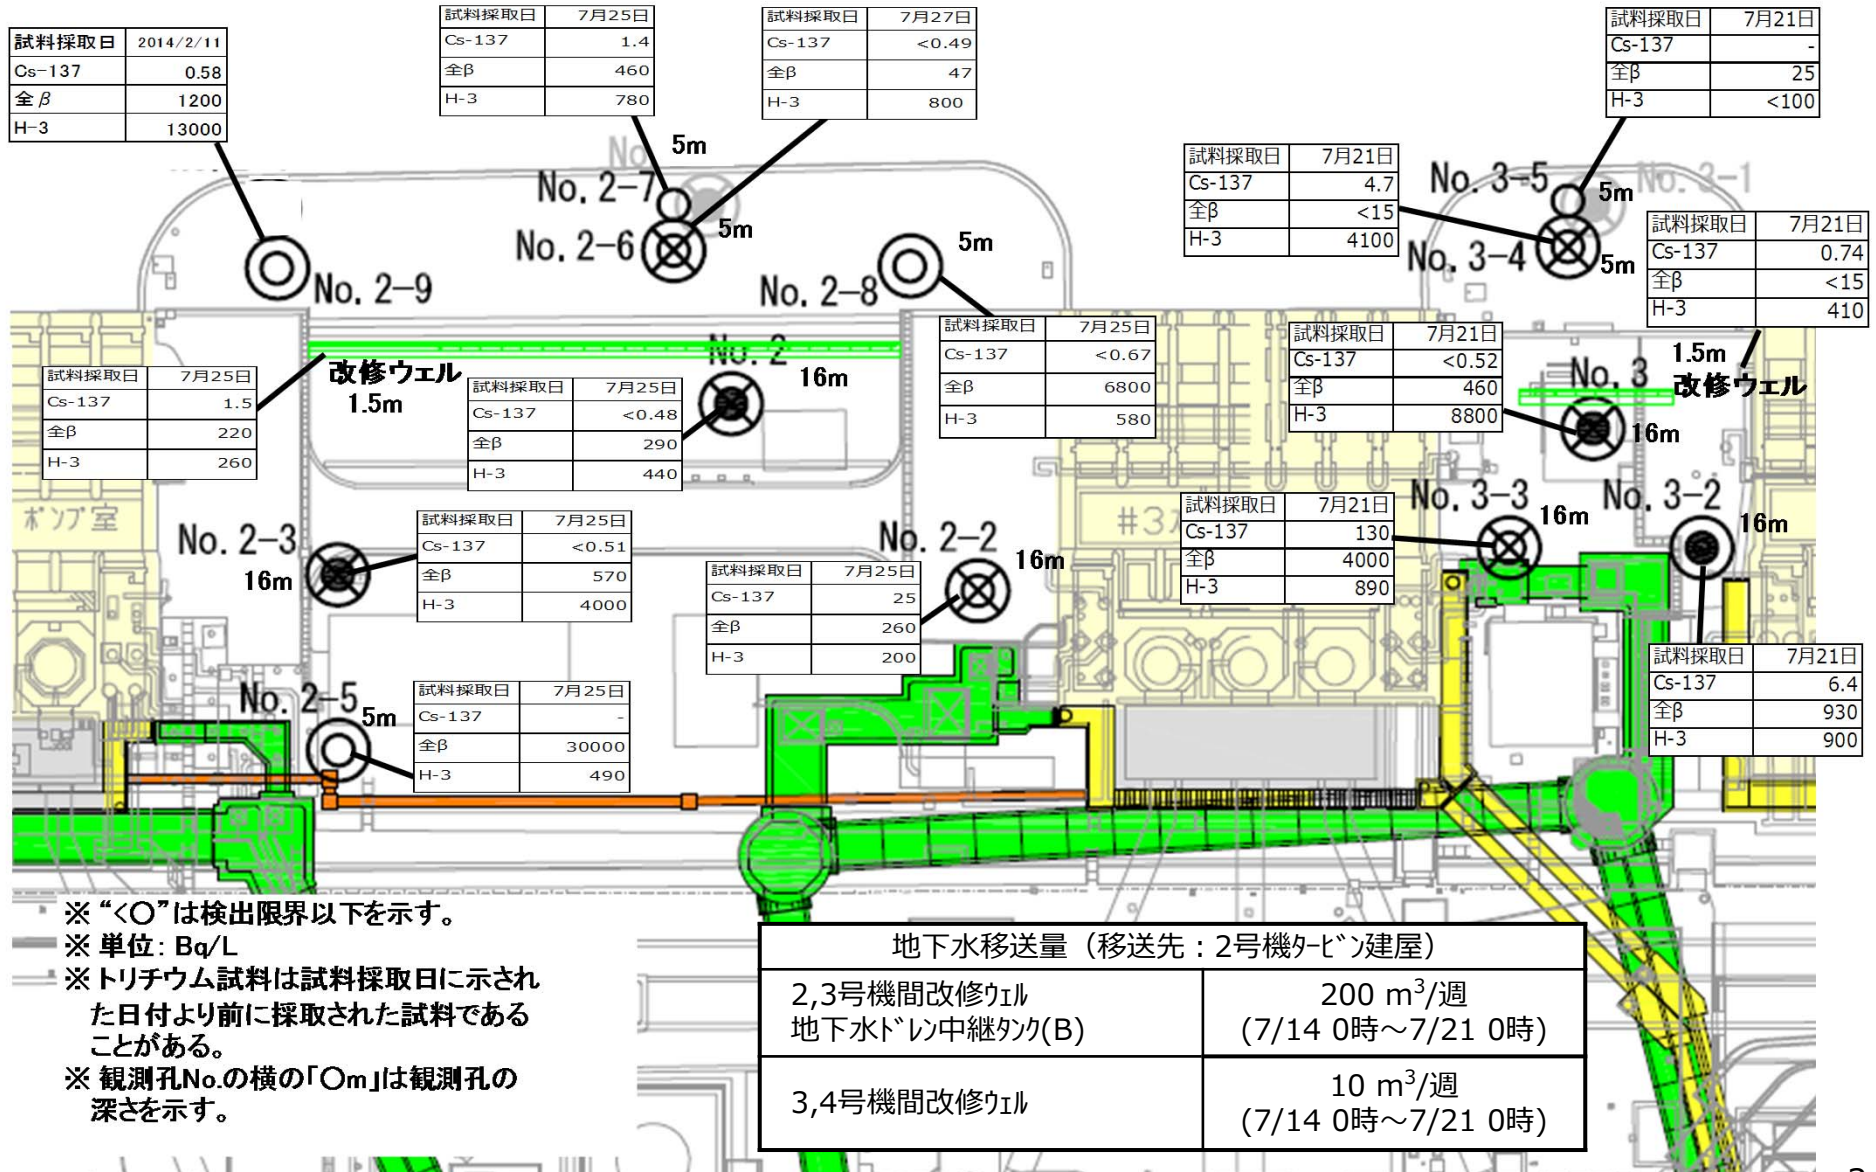 試料採取日 2014/2/11
Cs-137 0.58
全β 1200
H-3 13000
試料採取日 7月25日
Cs-137 1.4
全β 460
H-3 780
試料採取日 7月27日
Cs-137 <0.49
全β 47
H-3 800
試料採取日 7月21日
Cs-137 -
全β 25
H-3 <100
試料採取日 7月21日
Cs-137 4.7
全β <15
H-3 4100
試料採取日 7月21日
Cs-137 0.74
全β <15
H-3 410
No. 5m
No. 2-7
5m
No. 2-6
No. 2-9
5m
No. 2-8
No. 3-5
5m
No. 3-1
No. 3-4
5m
試料採取日 7月25日
Cs-137 1.5
全β 220
H-3 260
改修ウェル
1.5m
試料採取日 7月25日
Cs-137 <0.48
全β 290
H-3 440
No. 2
16m
試料採取日 7月25日
Cs-137 <0.67
全β 6800
H-3 580
試料採取日 7月21日
Cs-137 <0.52
全β 460
H-3 8800
No. 3
16m
1.5m
改修ウェル
ポンプ室
No. 2-3
16m
試料採取日 7月25日
Cs-137 <0.51
全β 570
H-3 4000
No. 2-2
16m
試料採取日 7月25日
Cs-137 25
全β 260
H-3 200
#3
試料採取日 7月21日
Cs-137 130
全β 4000
H-3 890
No. 3-3
16m
No. 3-2
16m
試料採取日 7月21日
Cs-137 6.4
全β 930
H-3 900
No. 2-5
5m
試料採取日 7月25日
Cs-137 -
全β 30000
H-3 490
※ “<○”は検出限界以下を示す。
※ 単位: Bq/L
※ トリチウム試料は試料採取日に示され
た日付より前に採取された試料である
ことがある。
※ 観測孔No.の横の「○m」は観測孔の
深さを示す。
地下水移送量（移送先：2号機ﾀｰﾋﾞﾝ建屋）
2,3号機間改修ｳｪﾙ
地下水ﾄﾞﾚﾝ中継ﾀﾝｸ(B)
200 m³/週
(7/14 0時～7/21 0時)
3,4号機間改修ｳｪﾙ
10 m³/週
(7/14 0時～7/21 0時)